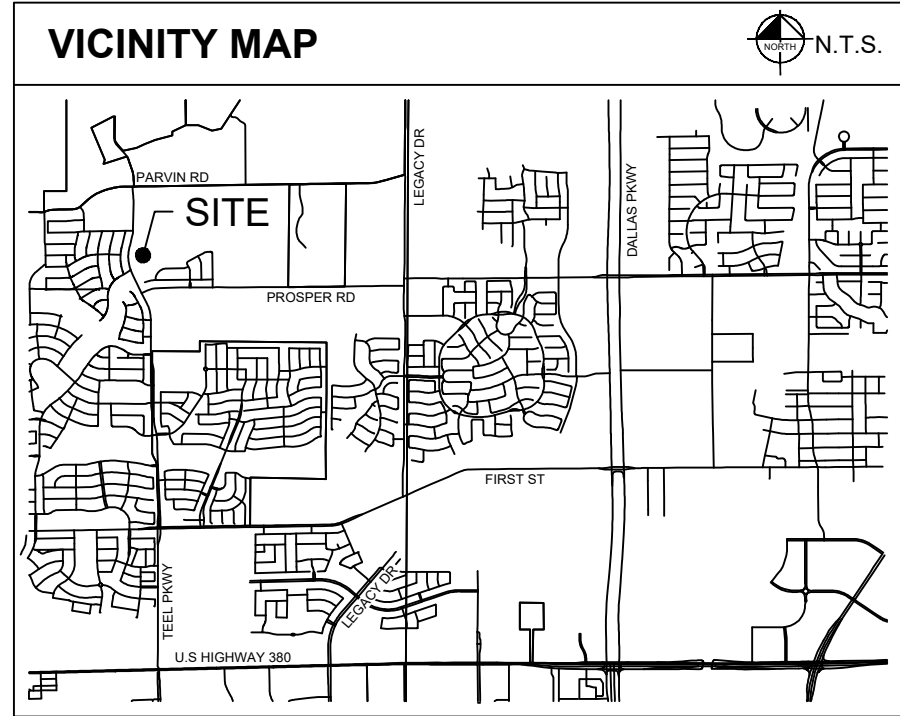 VICINITY MAP
NORTH
N.T.S.
LEGACY DR
PARVIN RD
DALLAS PKWY
SITE
PROSPER RD
FIRST ST
TEEL PKWY
LEGACY DR
U.S HIGHWAY 380